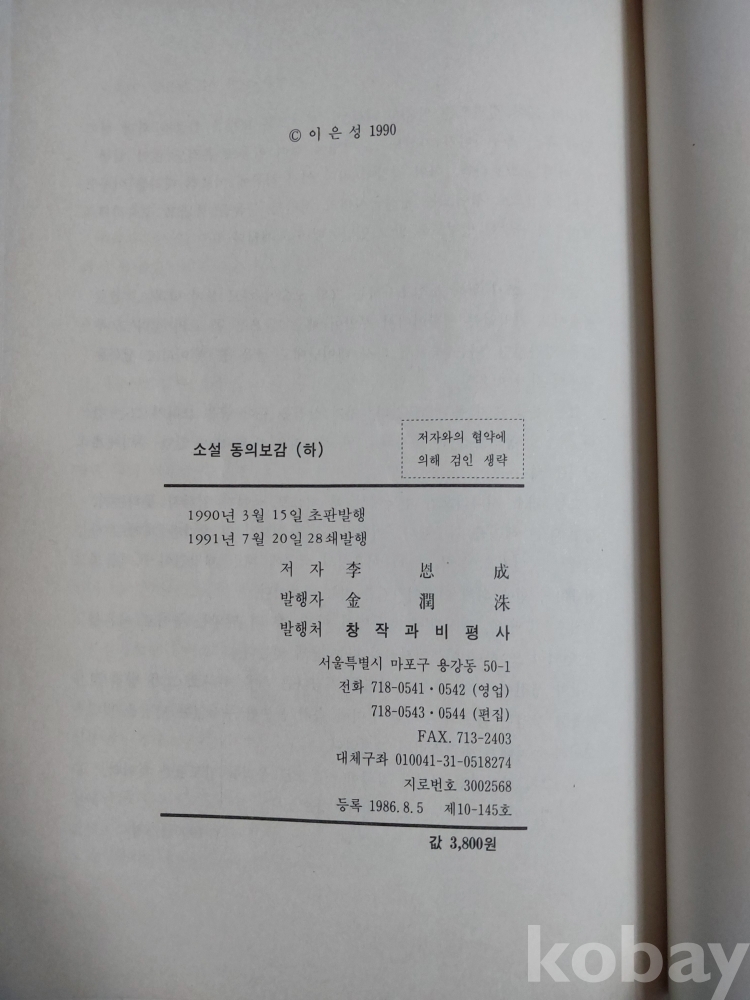 © 이은성 1990
소설 동의보감 (하)
저자와의 협약에
의해 검인 생략
1990년 3월 15일 초판발행
1991년 7월 20일 28쇄발행
저 자 李 恩 成
발행자 金 潤 洙
발행처 창작과비평사
서울특별시 마포구 용강동 50-1
전화 718-0541·0542 (영업)
718-0543·0544 (편집)
FAX. 713-2403
대체구좌 010041-31-0518274
지로번호 3002568
등록 1986.8.5 제10-145호
값 3,800원
kobay